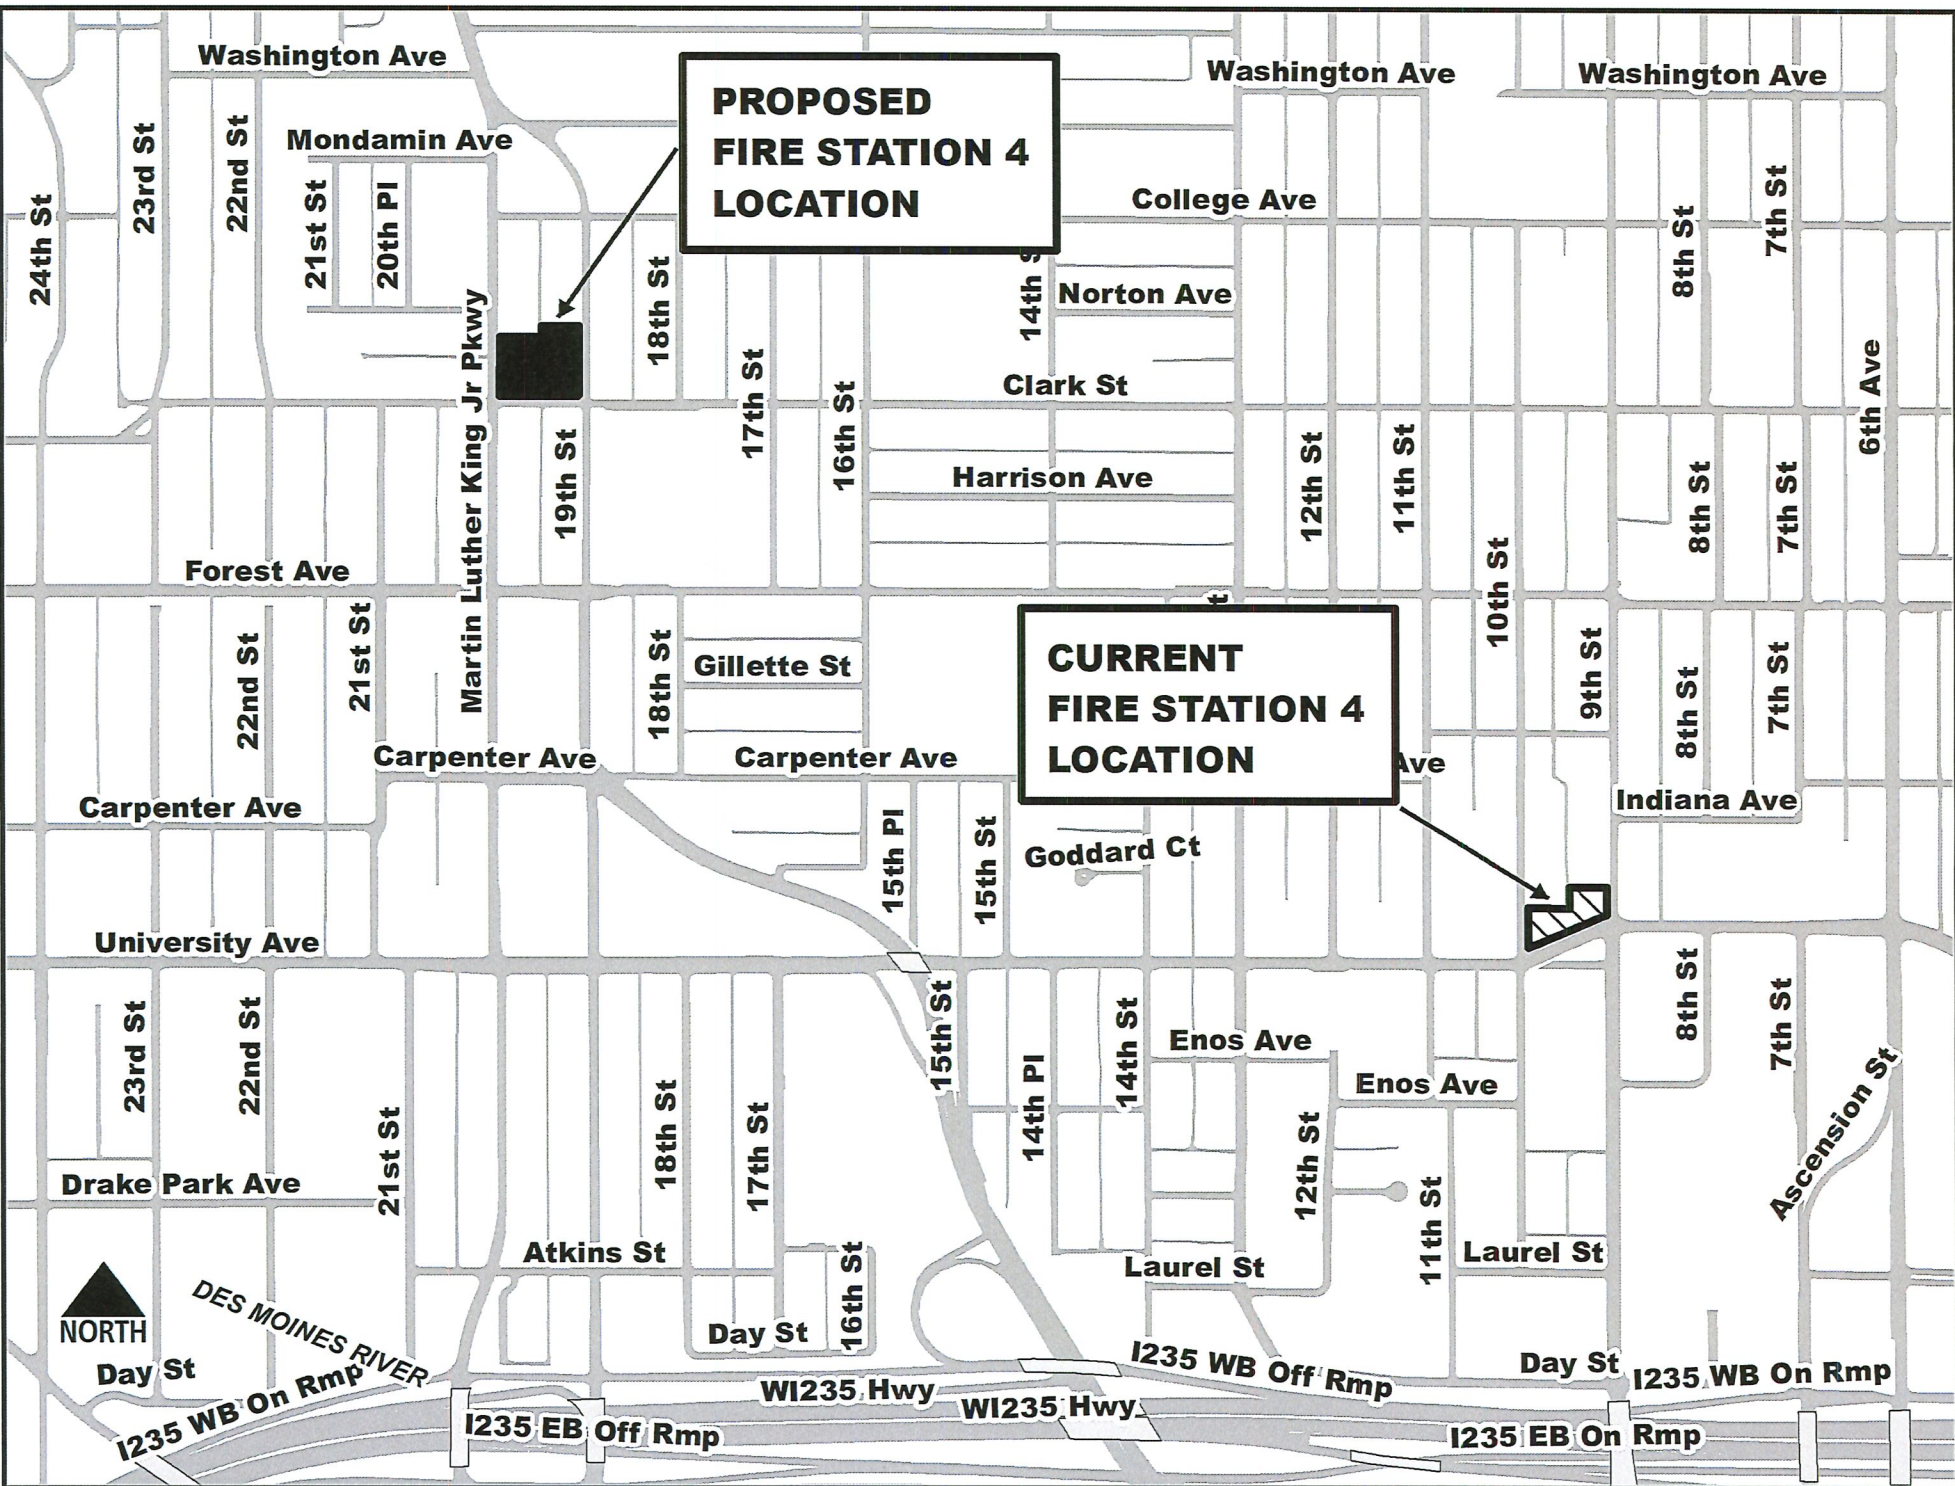 Washington Ave
Washington Ave
Washington Ave
PROPOSED
FIRE STATION 4
LOCATION
Mondamin Ave
24th St
23rd St
22nd St
21st St
20th Pl
College Ave
8th St
7th St
18th St
14th S
Norton Ave
Martin Luther King Jr Pkwy
Clark St
6th Ave
17th St
16th St
19th St
Harrison Ave
12th St
11th St
8th St
7th St
10th St
Forest Ave
22nd St
21st St
18th St
Gillette St
t
CURRENT
FIRE STATION 4
LOCATION
9th St
8th St
7th St
Carpenter Ave
Carpenter Ave
Ave
Carpenter Ave
Indiana Ave
15th Pl
15th St
Goddard Ct
University Ave
23rd St
22nd St
15th St
14th St
8th St
7th St
Enos Ave
Enos Ave
21st St
18th St
17th St
14th Pl
12th St
11th St
Ascension St
Drake Park Ave
Atkins St
16th St
Laurel St
Laurel St
NORTH
DES MOINES RIVER
Day St
Day St
Day St
I235 WB On Rmp
WI235 Hwy
WI235 Hwy
I235 WB Off Rmp
I235 WB On Rmp
I235 EB Off Rmp
I235 EB On Rmp